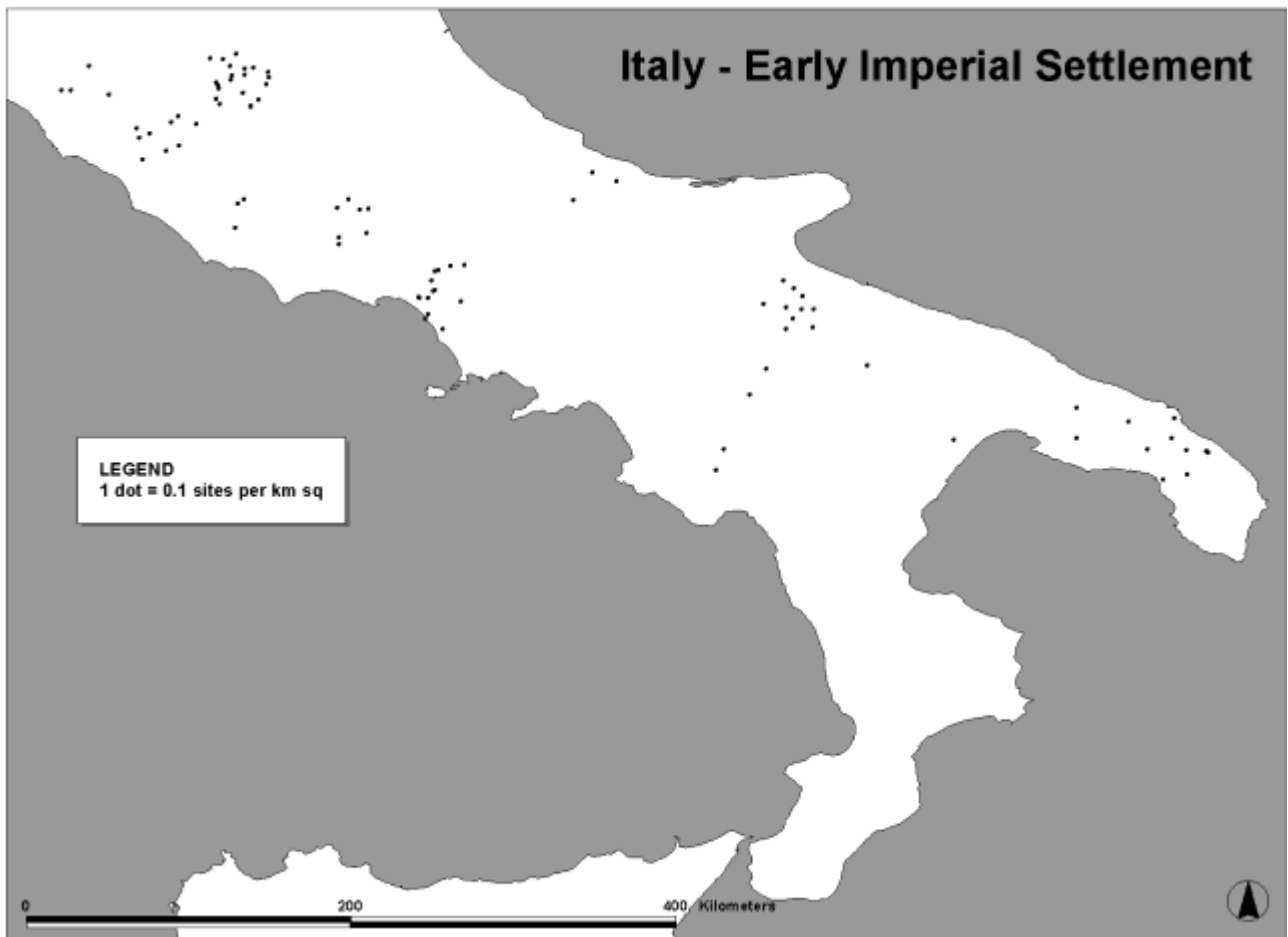 Italy - Early Imperial Settlement
LEGEND
1 dot = 0.1 sites per km sq
0 200 400 Kilometers